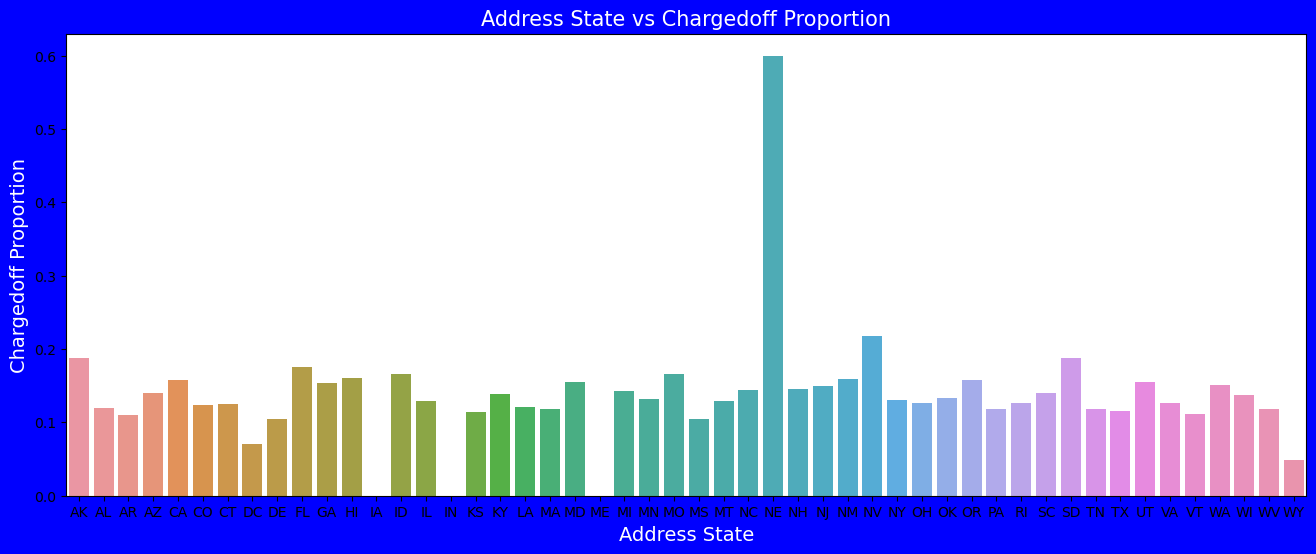 Address State vs Chargedoff Proportion
Chargedoff Proportion
0.6
0.5
0.4
0.3
0.2
0.1
0.0
AK AL AR AZ CA CO CT DC DE FL GA HI IA ID IL IN KS KY LA MA MD ME MI MN MO MS MT NC NE NH NJ NM NV NY OH OK OR PA RI SC SD TN TX UT VA VT WA WI WV WY
Address State